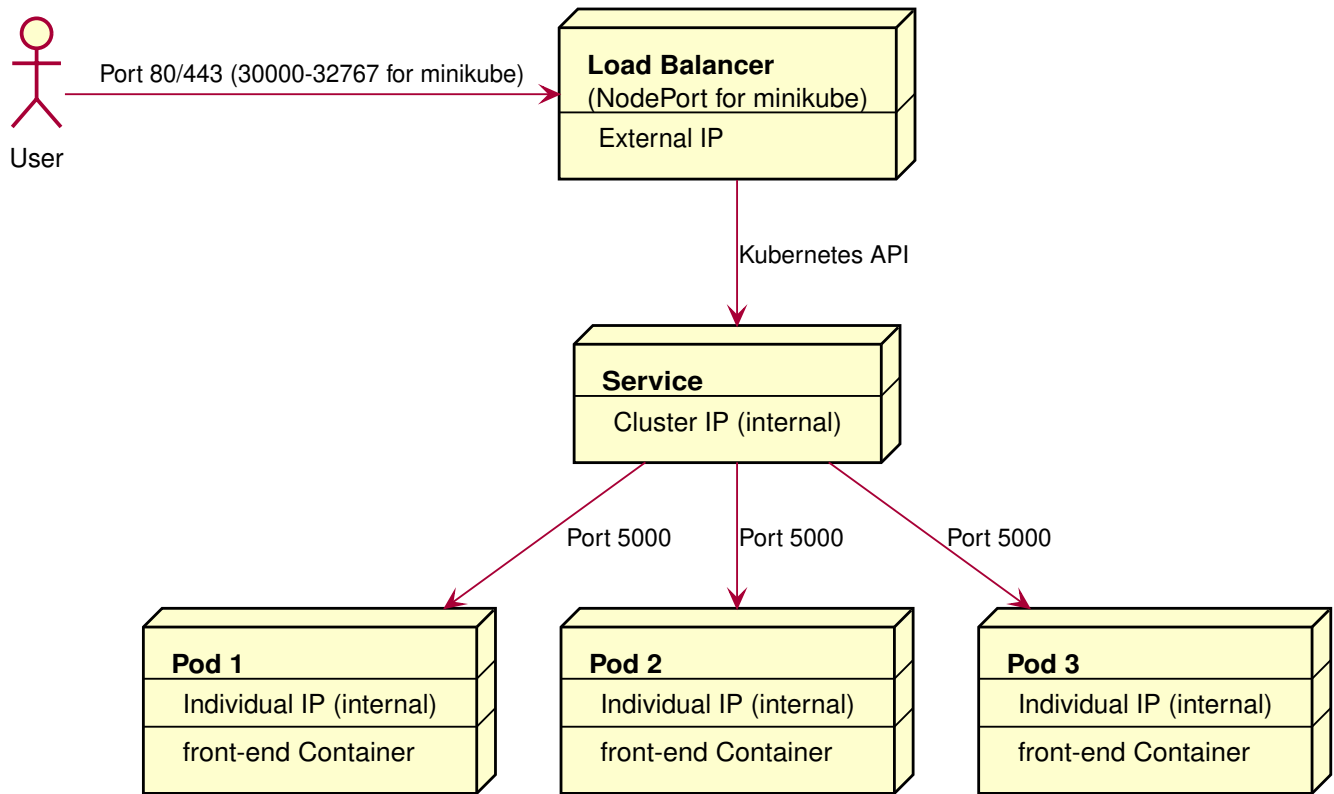 Port 80/443 (30000-32767 for minikube)
User
Load Balancer
(NodePort for minikube)
External IP
Kubernetes API
Service
Cluster IP (internal)
Port 5000
Port 5000
Port 5000
Pod 1
Individual IP (internal)
front-end Container
Pod 2
Individual IP (internal)
front-end Container
Pod 3
Individual IP (internal)
front-end Container